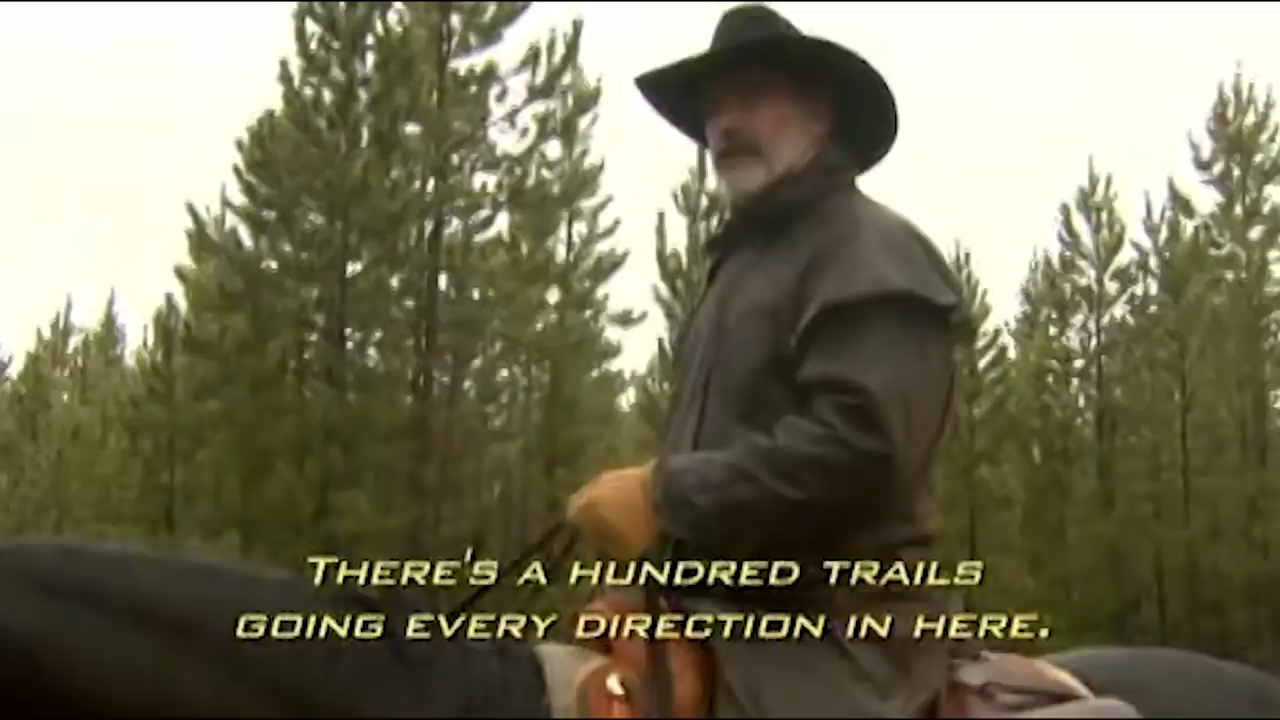 THERE'S A HUNDRED TRAILS
GOING EVERY DIRECTION IN HERE.